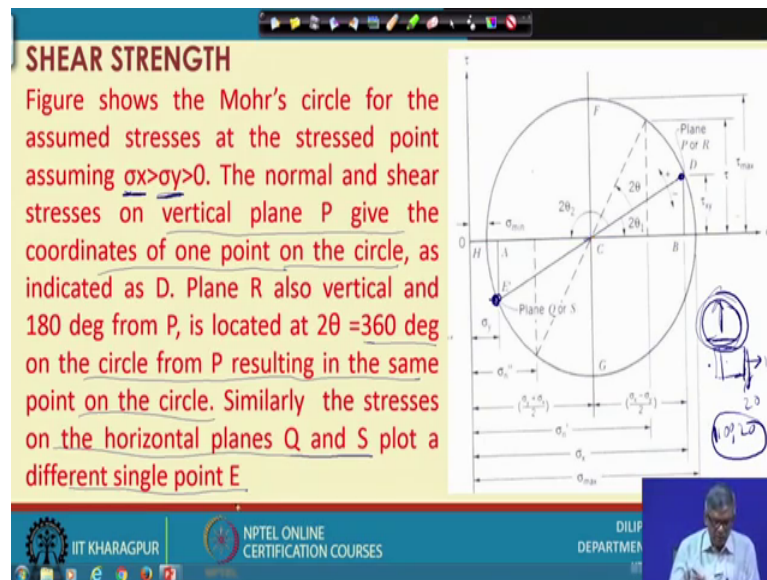 SHEAR STRENGTH
Figure shows the Mohr's circle for the
assumed stresses at the stressed point
assuming σx>σy>0. The normal and shear
stresses on vertical plane P give the
coordinates of one point on the circle, as
indicated as D. Plane R also vertical and
180 deg from P, is located at 2θ =360 deg
on the circle from P resulting in the same
point on the circle. Similarly the stresses
on the horizontal planes Q and S plot a
different single point E
τ
F
Plane
P or R
D
τmax
τ
τxy
2θ
2θ2
2θ1
σmin
O
H
A
C
B
E
Plane Q or S
σy
σn"
G
σn'
σx
σmax
20
IIT KHARAGPUR
NPTEL ONLINE
CERTIFICATION COURSES
DILIP
DEPARTMEN